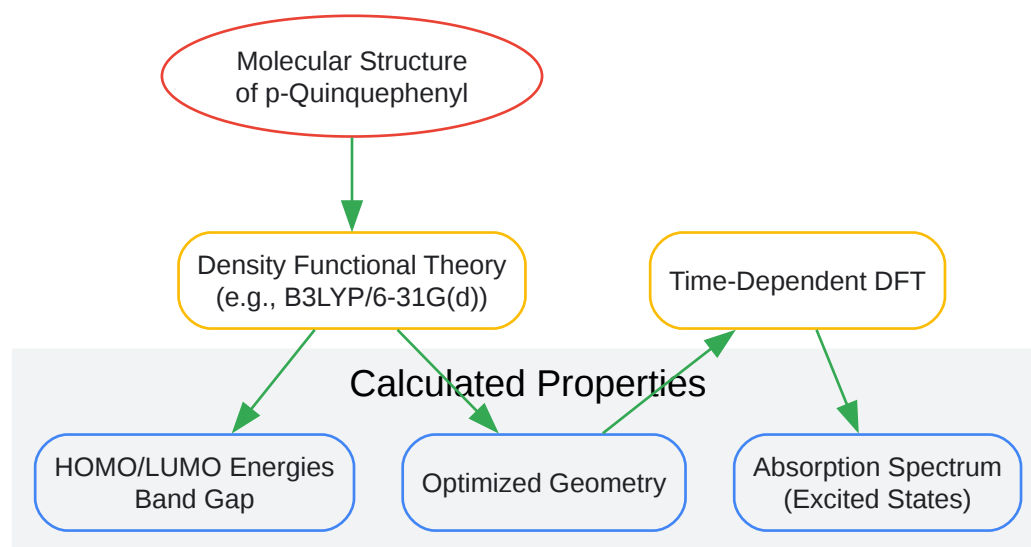 Molecular Structure
of p-Quinquephenyl
Density Functional Theory
(e.g., B3LYP/6-31G(d))
Time-Dependent DFT
Calculated Properties
HOMO/LUMO Energies
Band Gap
Optimized Geometry
Absorption Spectrum
(Excited States)